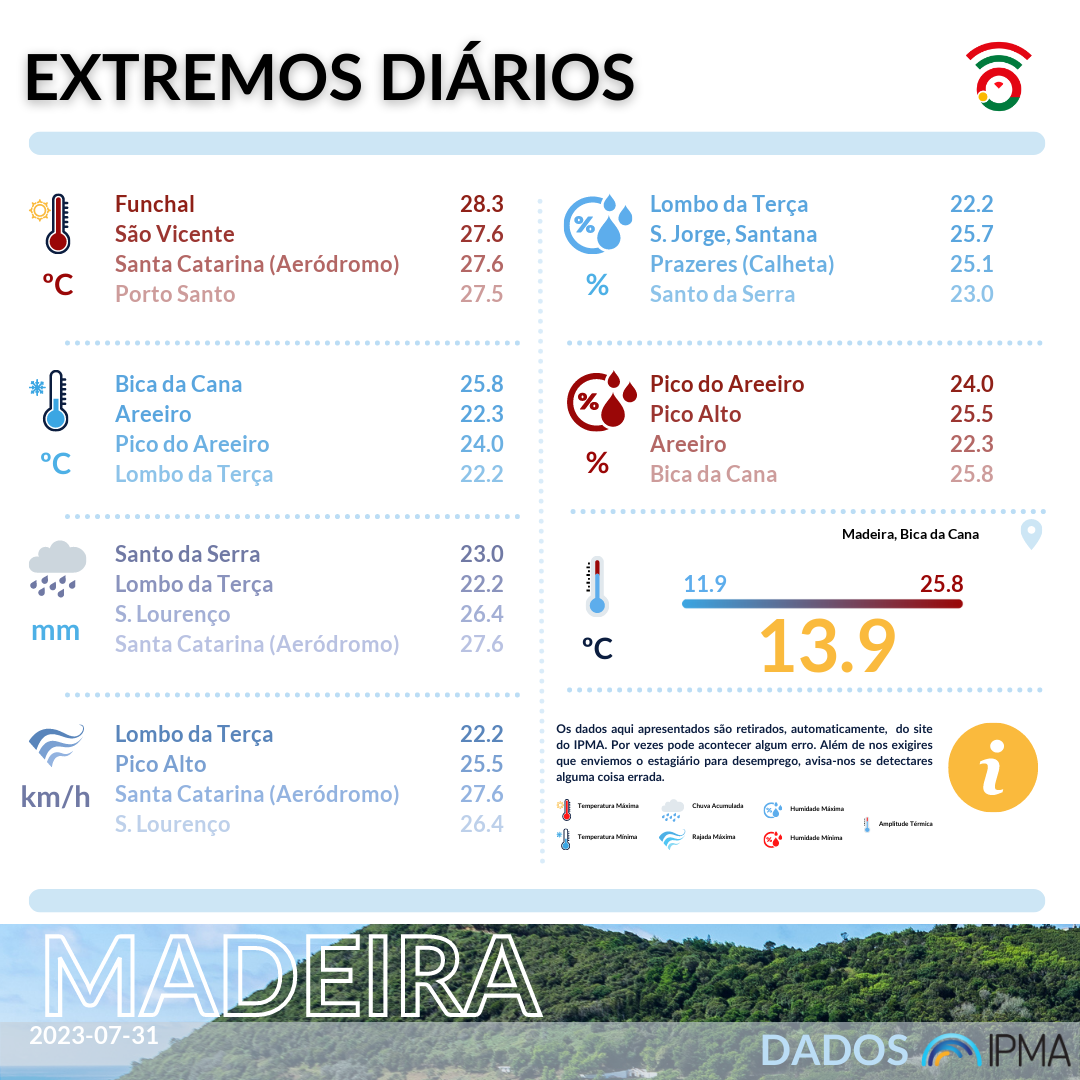 EXTREMOS DIÁRIOS
Funchal 28.3
São Vicente 27.6
Santa Catarina (Aeródromo) 27.6
Porto Santo 27.5
ºC
Bica da Cana 25.8
Areeiro 22.3
Pico do Areeiro 24.0
Lombo da Terça 22.2
ºC
Santo da Serra 23.0
Lombo da Terça 22.2
S. Lourenço 26.4
Santa Catarina (Aeródromo) 27.6
mm
Lombo da Terça 22.2
Pico Alto 25.5
Santa Catarina (Aeródromo) 27.6
S. Lourenço 26.4
km/h
%
Lombo da Terça 22.2
S. Jorge, Santana 25.7
Prazeres (Calheta) 25.1
Santo da Serra 23.0
%
%
Pico do Areeiro 24.0
Pico Alto 25.5
Areeiro 22.3
Bica da Cana 25.8
%
Madeira, Bica da Cana
11.9 25.8
13.9
ºC
Os dados aqui apresentados são retirados, automaticamente, do site
do IPMA. Por vezes pode acontecer algum erro. Além de nos exigires
que enviemos o estagiário para desemprego, avisa-nos se detectares
alguma coisa errada.
i
Temperatura Máxima Chuva Acumulada Humidade Máxima
Amplitude Térmica
Temperatura Mínima Rajada Máxima Humidade Mínima
MADEIRA
2023-07-31
DADOS IPMA